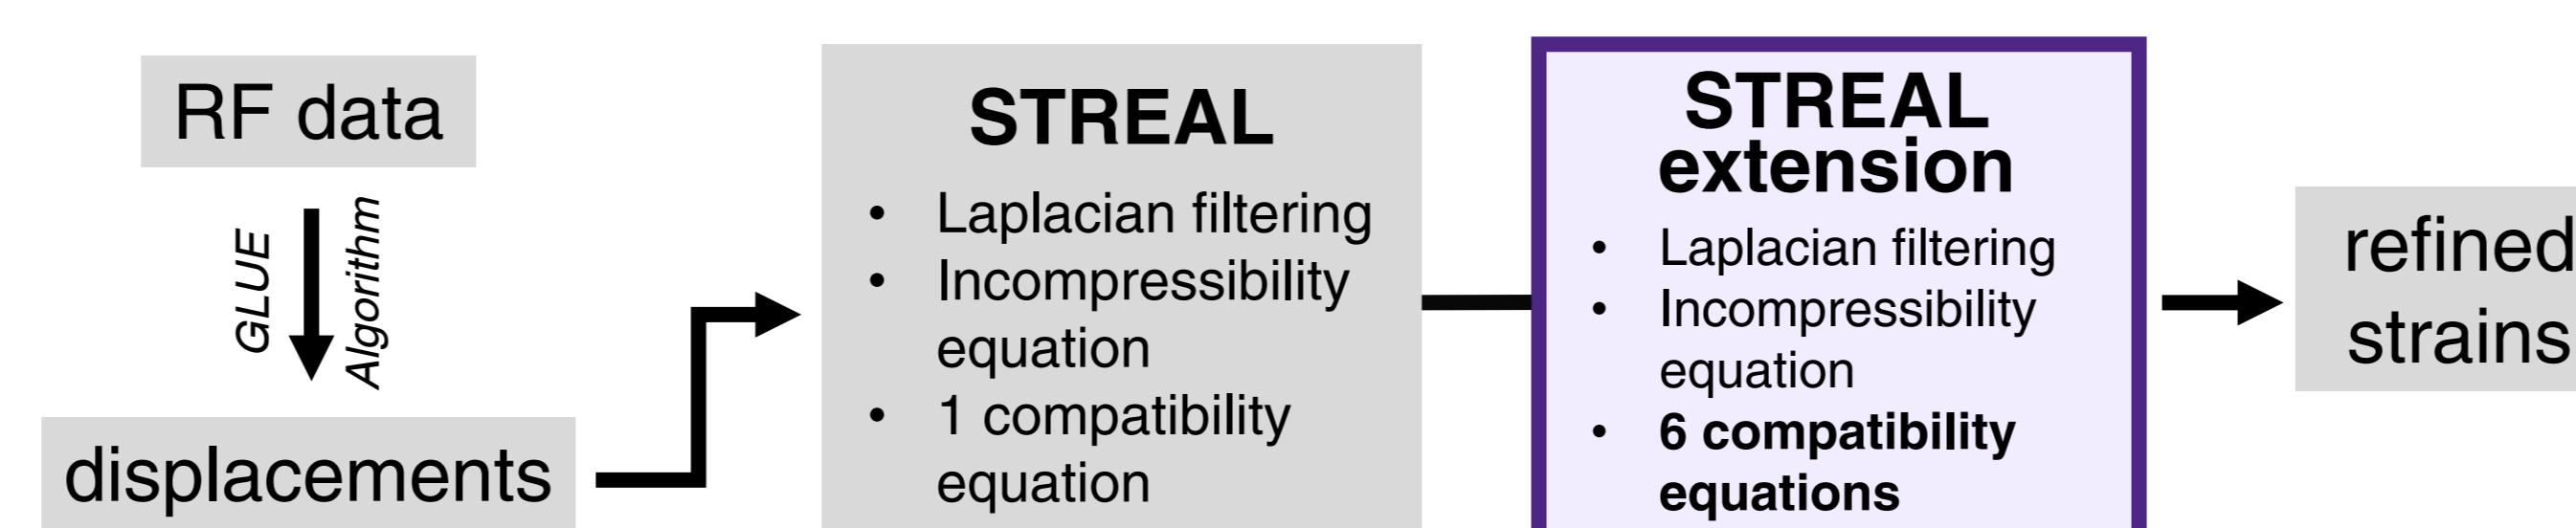 RF data
GLUE
Algorithm
displacements
STREAL
• Laplacian filtering
• Incompressibility
equation
• 1 compatibility
equation
STREAL
extension
• Laplacian filtering
• Incompressibility
equation
• 6 compatibility
equations
refined
strains